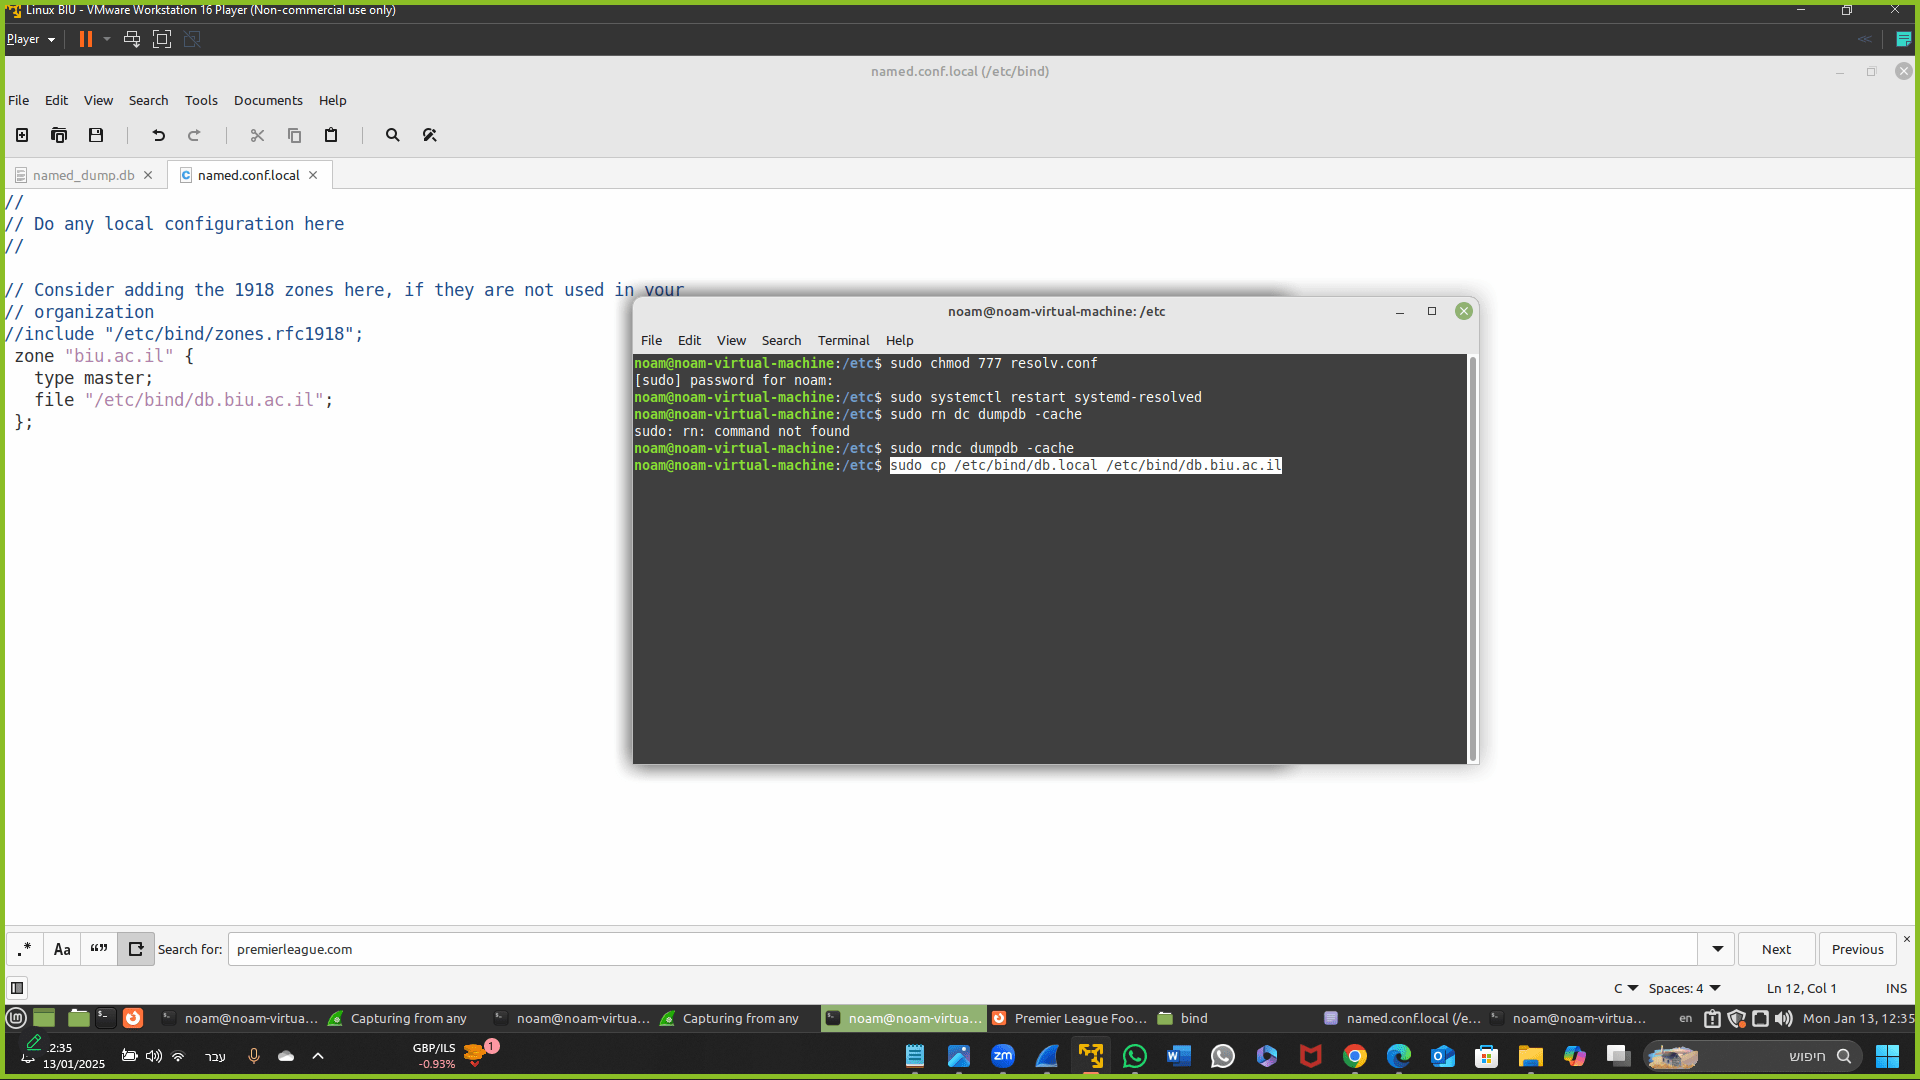 Linux BIU - VMware Workstation 16 Player (Non-commercial use only)
Player
named.conf.local (/etc/bind)
File Edit View Search Tools Documents Help
named_dump.db named.conf.local
//
// Do any local configuration here
//
// Consider adding the 1918 zones here, if they are not used in your
// organization
//include "/etc/bind/zones.rfc1918";
zone "biu.ac.il" {
type master;
file "/etc/bind/db.biu.ac.il";
};
noam@noam-virtual-machine: /etc
File Edit View Search Terminal Help
noam@noam-virtual-machine:/etc$ sudo chmod 777 resolv.conf
[sudo] password for noam:
noam@noam-virtual-machine:/etc$ sudo systemctl restart systemd-resolved
noam@noam-virtual-machine:/etc$ sudo rn dc dumpdb -cache
sudo: rn: command not found
noam@noam-virtual-machine:/etc$ sudo rndc dumpdb -cache
noam@noam-virtual-machine:/etc$ sudo cp /etc/bind/db.local /etc/bind/db.biu.ac.il
.* Aa “” Search for: premierleague.com Next Previous
C Spaces: 4 Ln 12, Col 1 INS
noam@noam-virtua... Capturing from any noam@noam-virtua... Capturing from any noam@noam-virtua... Premier League Foo... bind named.conf.local (/e... noam@noam-virtua... en Mon Jan 13, 12:35
2:35
13/01/2025
עבר
GBP/ILS
-0.93%
1
zm
חיפוש